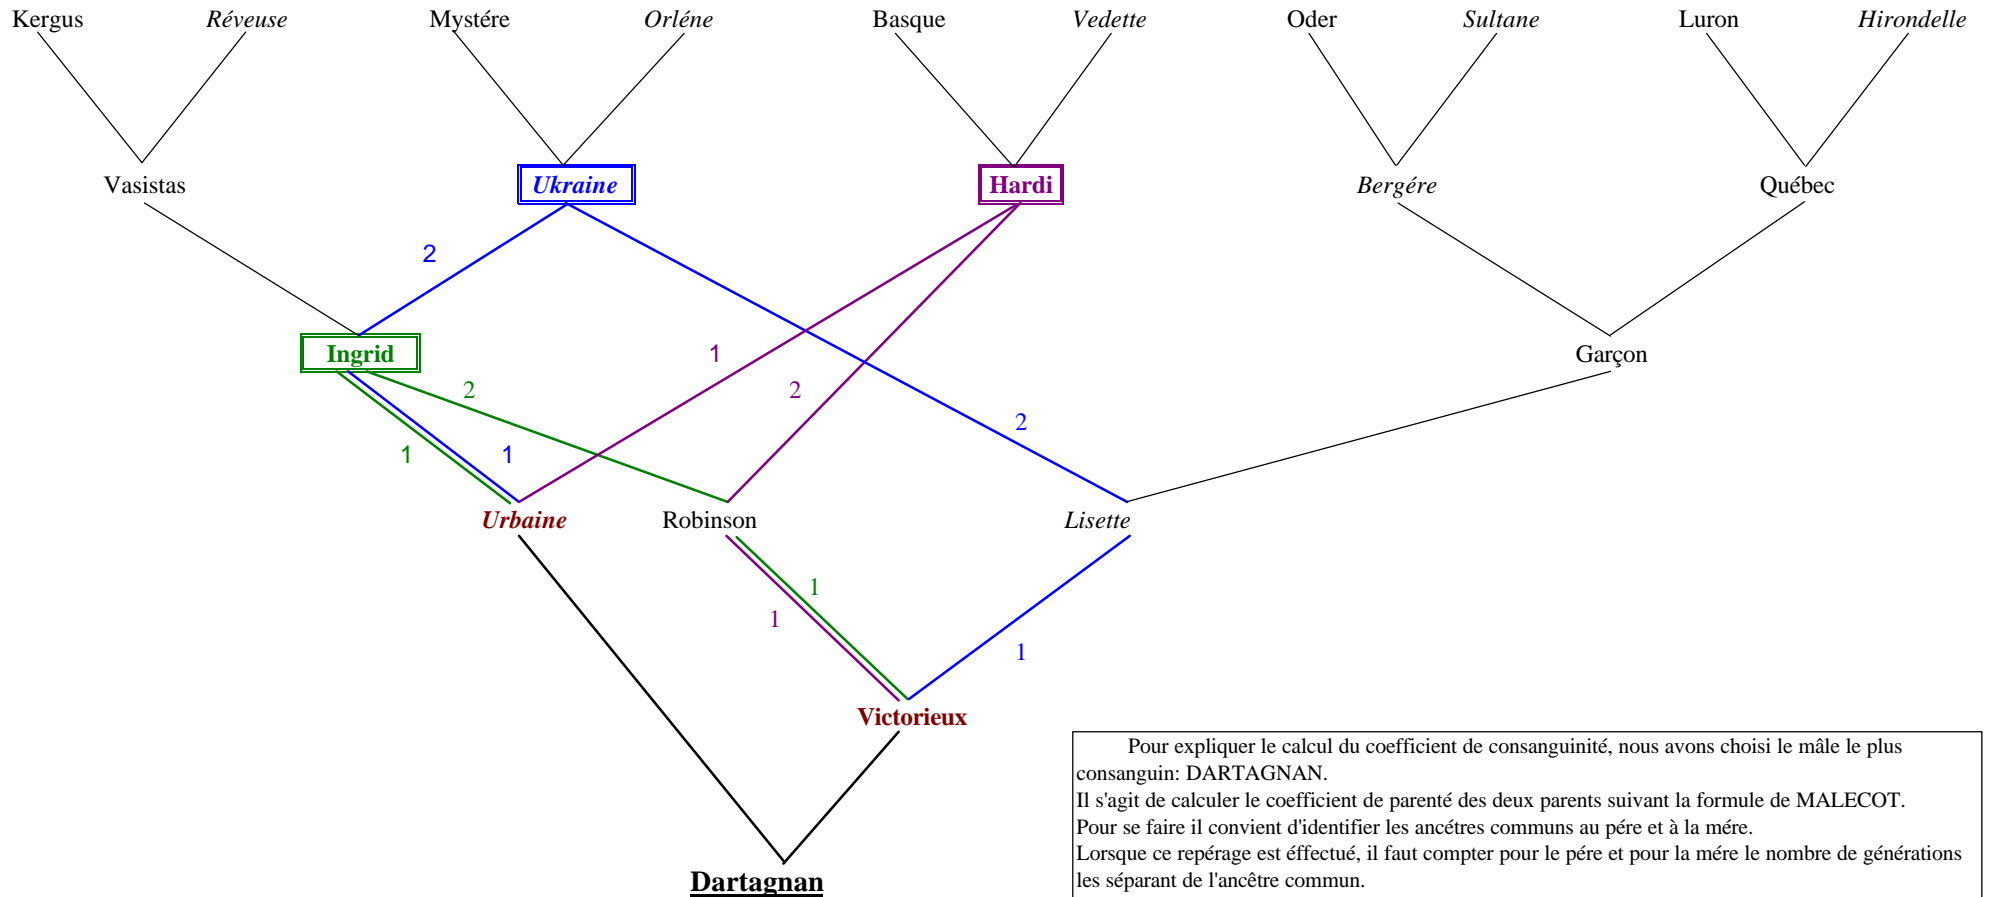 Kergus Réveuse Mystére Orléne Basque Vedette Oder Sultane Luron Hirondelle
Vasistas Ukraine Hardi Bergére Québec
2
Ingrid 1 Garçon
2 2
2
1 1
Urbaine Robinson Lisette
1
1
1
Victorieux
Pour expliquer le calcul du coefficient de consanguinité, nous avons choisi le mâle le plus
consanguin: DARTAGNAN.
Il s'agit de calculer le coefficient de parenté des deux parents suivant la formule de MALECOT.
Pour se faire il convient d'identifier les ancétres communs au pére et à la mére.
Lorsque ce repérage est éffectué, il faut compter pour le pére et pour la mére le nombre de générations
les séparant de l'ancêtre commun.
Dartagnan